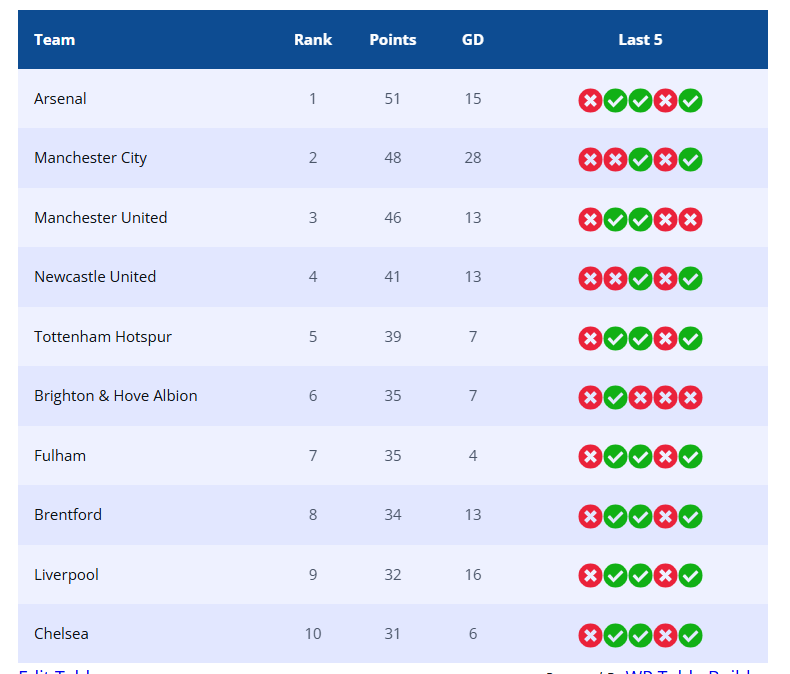 Team Rank Points GD Last 5
Arsenal 1 51 15
Manchester City 2 48 28
Manchester United 3 46 13
Newcastle United 4 41 13
Tottenham Hotspur 5 39 7
Brighton & Hove Albion 6 35 7
Fulham 7 35 4
Brentford 8 34 13
Liverpool 9 32 16
Chelsea 10 31 6